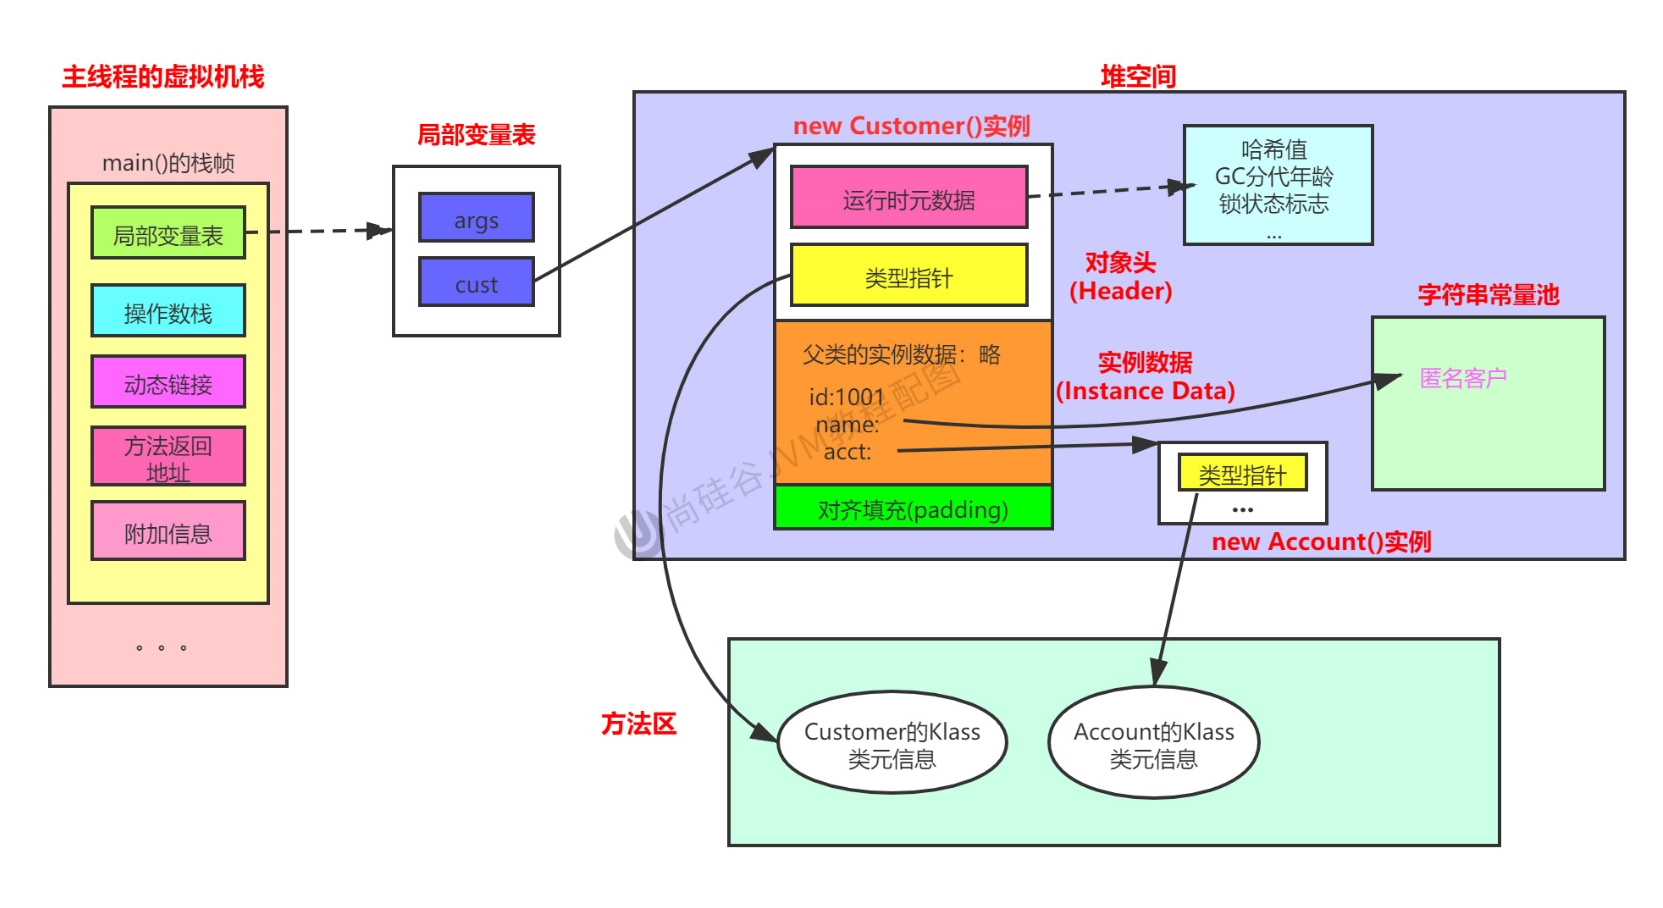 主线程的虚拟机栈
main()的栈帧
局部变量表
操作数栈
动态链接
方法返回
地址
附加信息
。。。
局部变量表
args
cust
堆空间
new Customer()实例
运行时元数据
类型指针
对象头
(Header)
哈希值
GC分代年龄
锁状态标志
...
父类的实例数据：略
id:1001
name:
acct:
实例数据
(Instance Data)
对齐填充(padding)
字符串常量池
匿名客户
类型指针
...
new Account()实例
方法区
Customer的Klass
类元信息
Account的Klass
类元信息
尚硅谷JVM教程配图